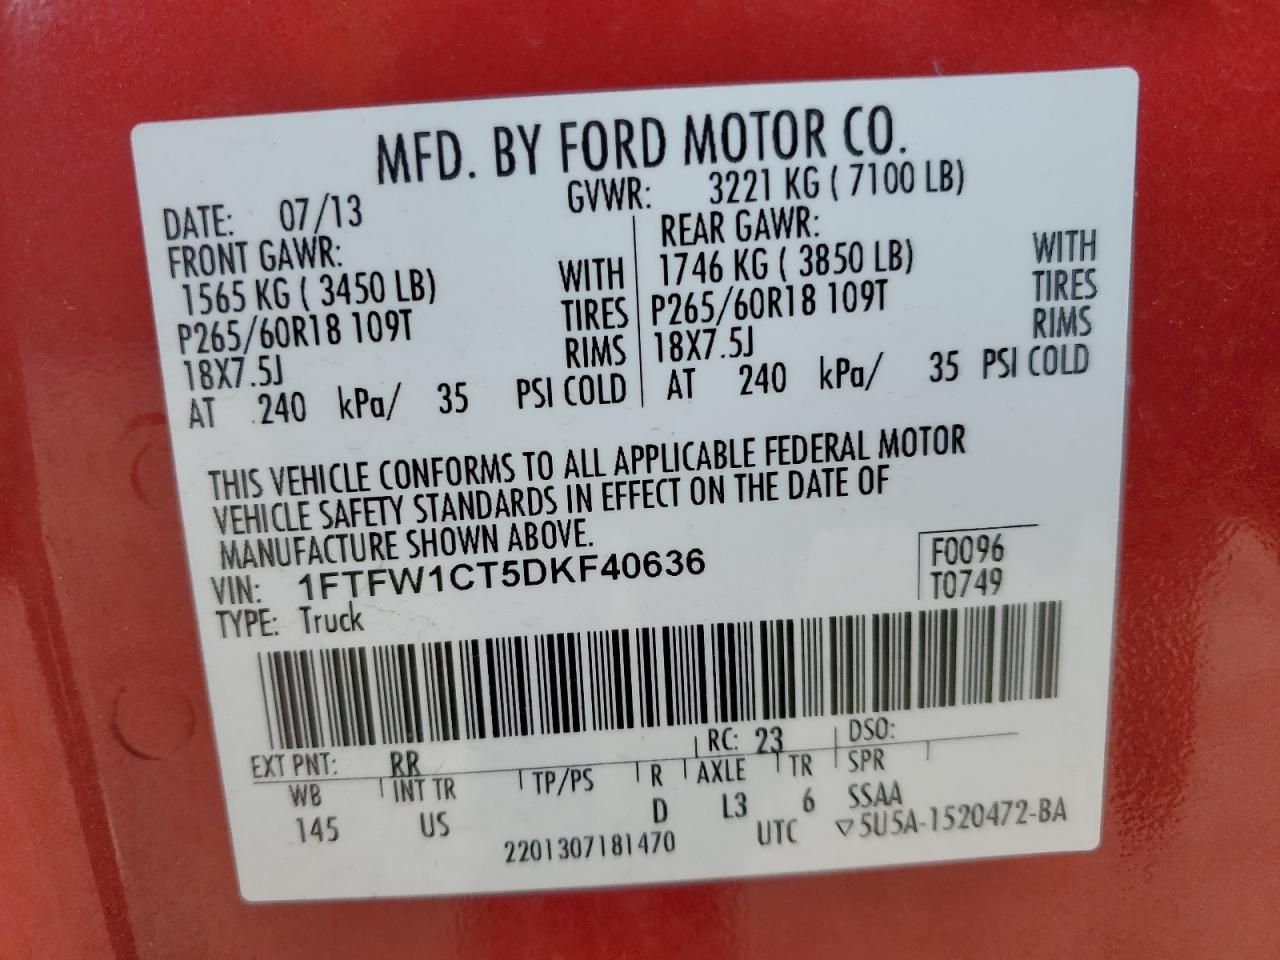 MFD. BY FORD MOTOR CO.
DATE: 07/13 GVWR: 3221 KG ( 7100 LB)
FRONT GAWR: REAR GAWR:
1565 KG ( 3450 LB) WITH 1746 KG ( 3850 LB) WITH
P265/60R18 109T TIRES P265/60R18 109T TIRES
18X7.5J RIMS 18X7.5J RIMS
AT 240 kPa/ 35 PSI COLD AT 240 kPa/ 35 PSI COLD
THIS VEHICLE CONFORMS TO ALL APPLICABLE FEDERAL MOTOR
VEHICLE SAFETY STANDARDS IN EFFECT ON THE DATE OF
MANUFACTURE SHOWN ABOVE.
VIN: 1FTFW1CT5DKF40636 F0096
TYPE: Truck T0749
EXT PNT: RR RC: 23 DSO:
WB INT TR TP/PS R AXLE TR SPR
145 US D L3 6 SSAA
2201307181470 UTC ▽5U5A-1520472-BA